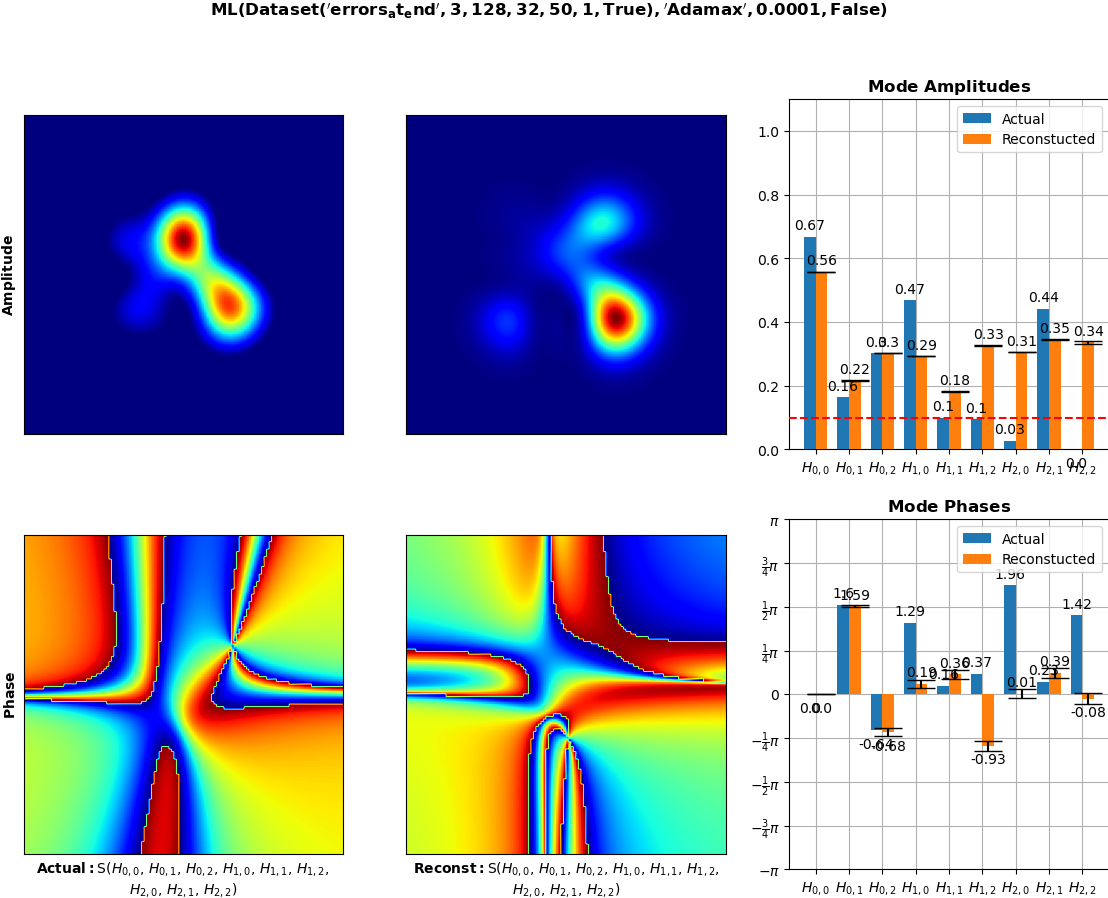 ML(Dataset('errors_at_end', 3, 128, 32, 50, 1, True), 'Adamax', 0.0001, False)
Amplitude
Mode Amplitudes
Actual
Reconstucted
1.0
0.8
0.6
0.4
0.2
0.0
0.67
0.56
0.16
0.22
0.3
0.3
0.47
0.29
0.1
0.18
0.1
0.33
0.03
0.31
0.44
0.35
0.0
0.34
H0,0 H0,1 H0,2 H1,0 H1,1 H1,2 H2,0 H2,1 H2,2
Phase
Mode Phases
Actual
Reconstucted
π
3/4π
1/2π
1/4π
0
−1/4π
−1/2π
−3/4π
−π
0.0
1.6
1.59
-0.64
-0.68
1.29
0.19
0.16
0.36
0.37
-0.93
1.96
0.01
0.39
1.42
-0.08
H0,0 H0,1 H0,2 H1,0 H1,1 H1,2 H2,0 H2,1 H2,2
Actual: S(H0,0, H0,1, H0,2, H1,0, H1,1, H1,2,
H2,0, H2,1, H2,2)
Reconst: S(H0,0, H0,1, H0,2, H1,0, H1,1, H1,2,
H2,0, H2,1, H2,2)